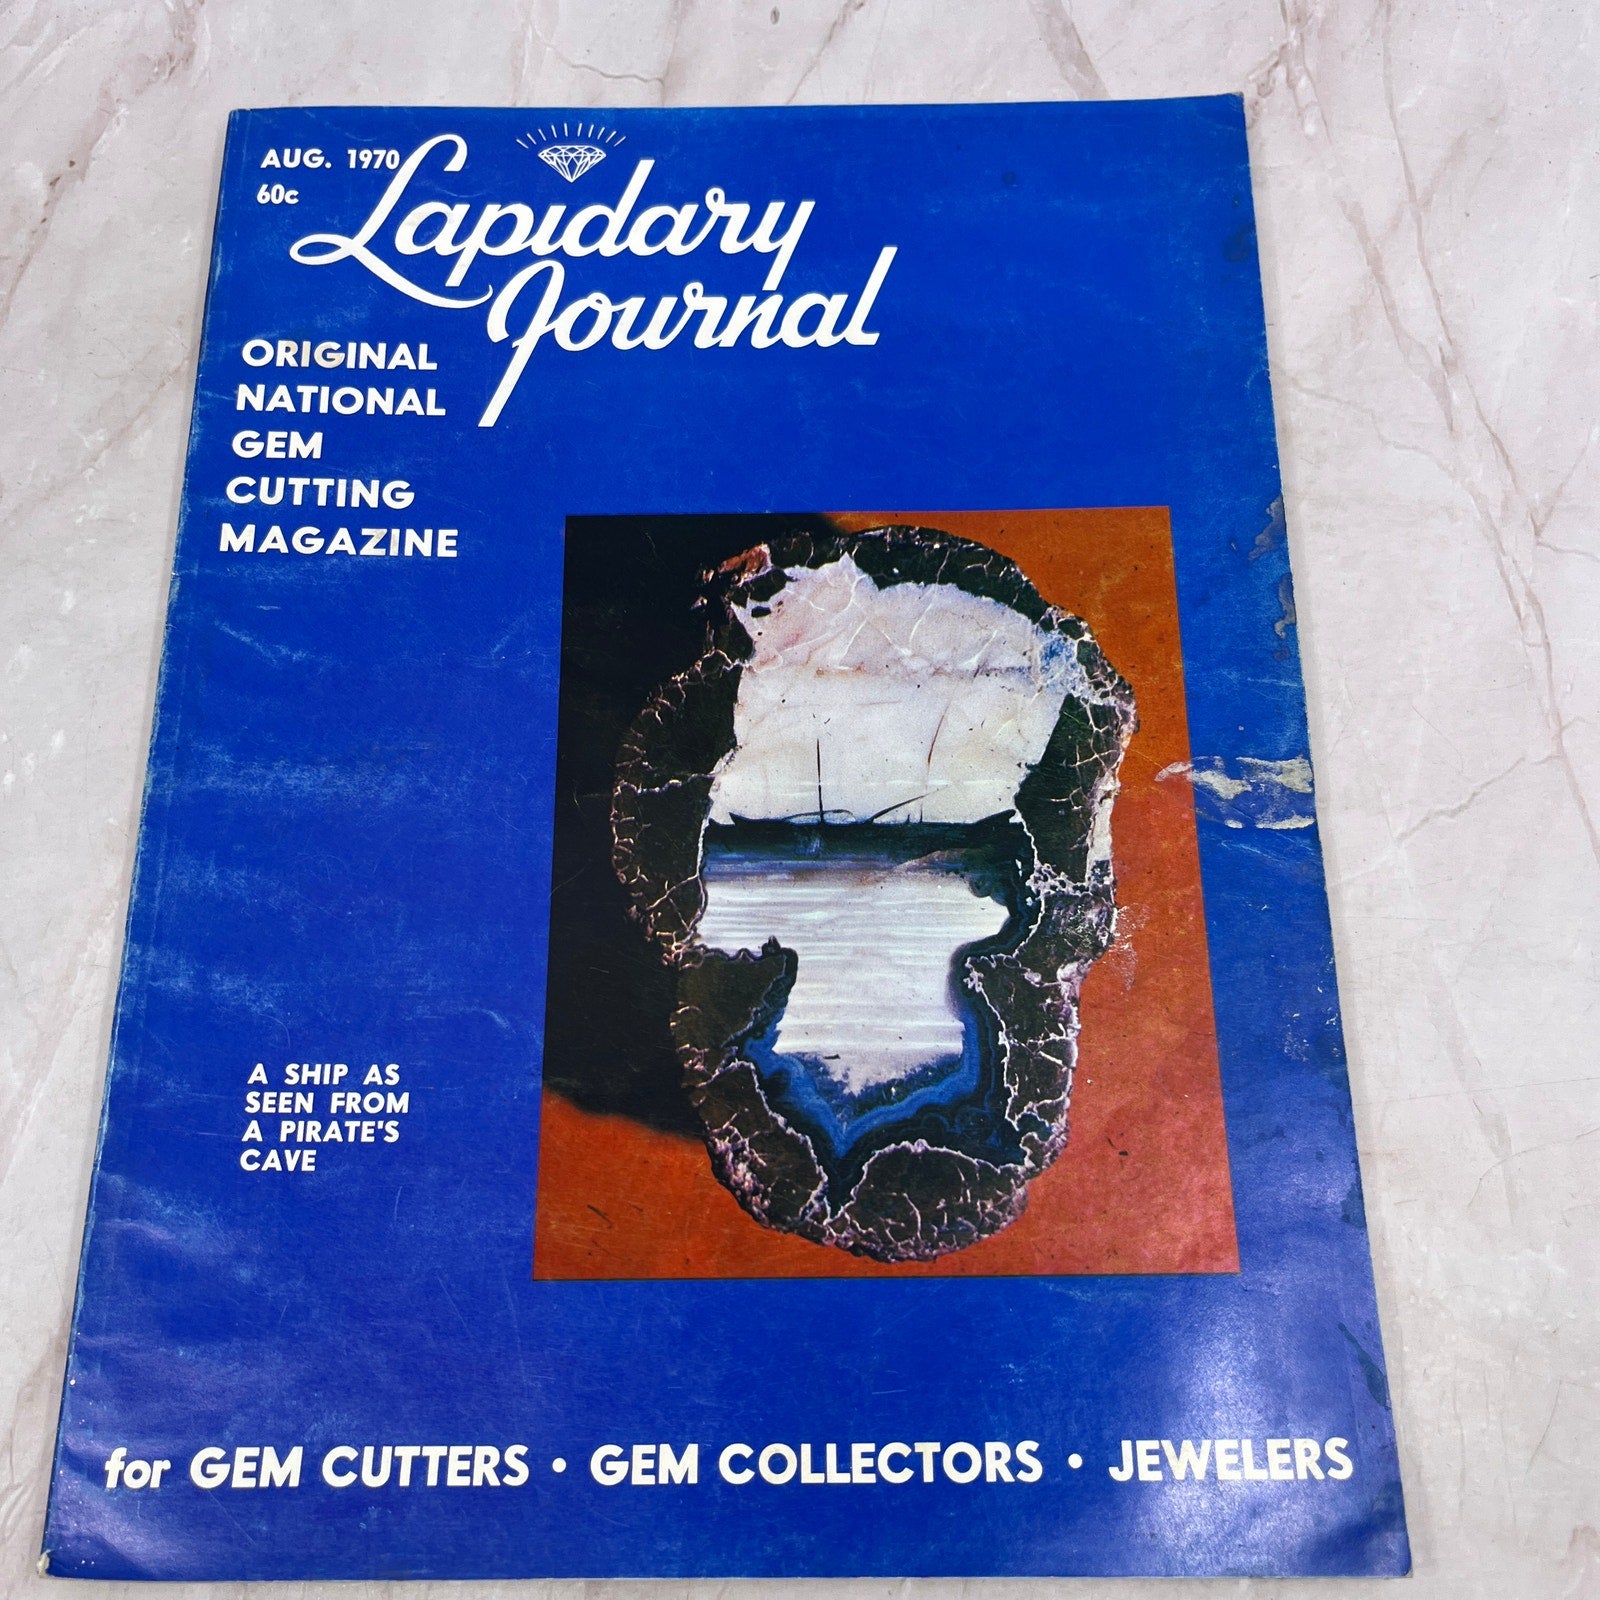 AUG. 1970
60c
Lapidary
Journal
ORIGINAL
NATIONAL
GEM
CUTTING
MAGAZINE
A SHIP AS
SEEN FROM
A PIRATE'S
CAVE
for GEM CUTTERS • GEM COLLECTORS • JEWELERS